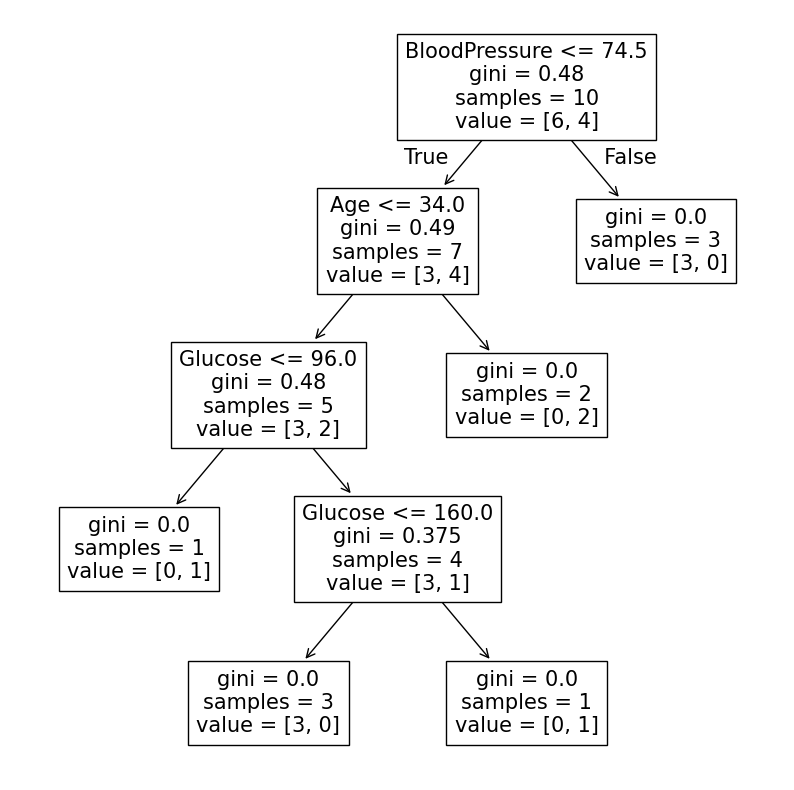 BloodPressure <= 74.5
gini = 0.48
samples = 10
value = [6, 4]
True
False
Age <= 34.0
gini = 0.49
samples = 7
value = [3, 4]
gini = 0.0
samples = 3
value = [3, 0]
Glucose <= 96.0
gini = 0.48
samples = 5
value = [3, 2]
gini = 0.0
samples = 2
value = [0, 2]
gini = 0.0
samples = 1
value = [0, 1]
Glucose <= 160.0
gini = 0.375
samples = 4
value = [3, 1]
gini = 0.0
samples = 3
value = [3, 0]
gini = 0.0
samples = 1
value = [0, 1]